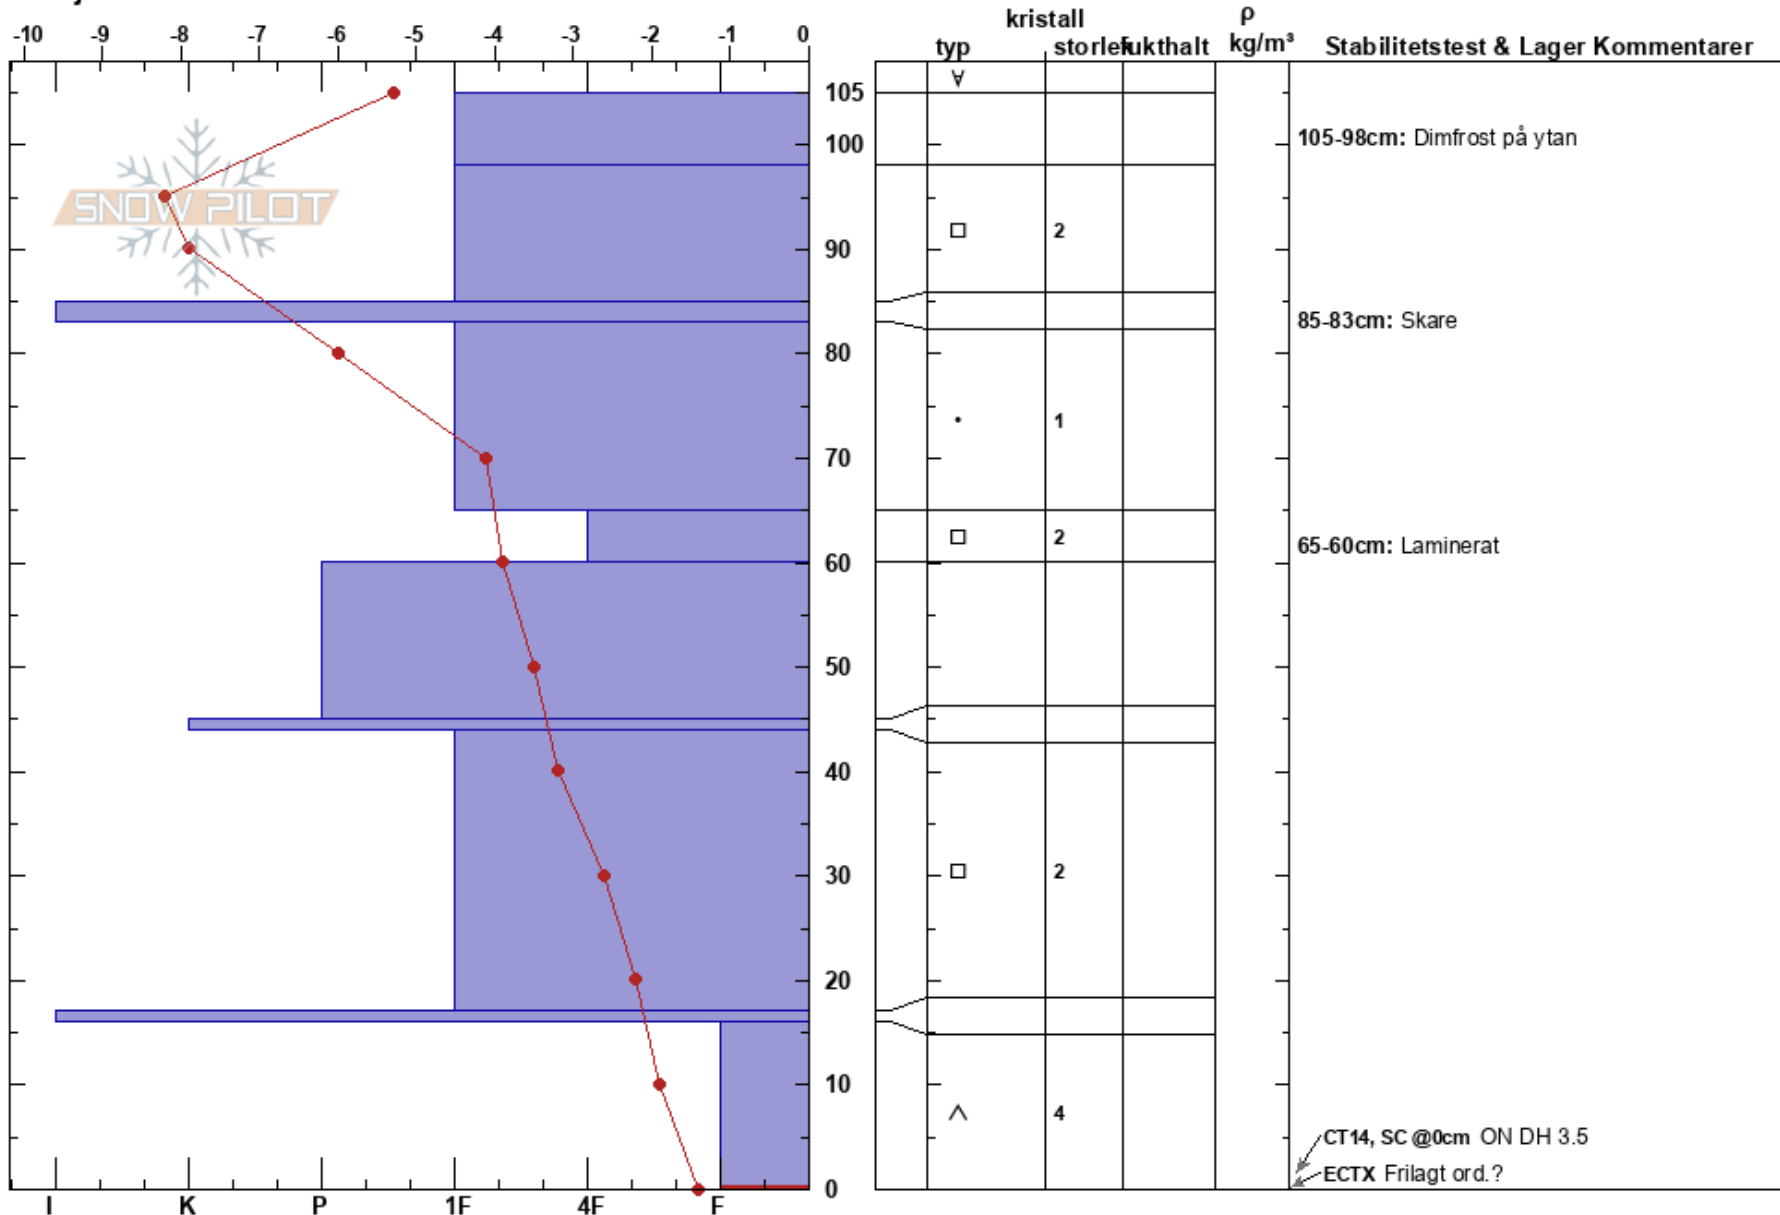 kristall
ρ
-10 -9 -8 -7 -6 -5 -4 -3 -2 -1 0
typ storlek fukthalt kg/m³ Stabilitetstest & Lager Kommentarer
105
105-98cm: Dimfrost på ytan
100
SNOW PILOT
2
90
85-83cm: Skare
80
1
70
2
65-60cm: Laminerat
60
50
40
30
2
20
10
4
CT14, SC @0cm ON DH 3.5
ECTX Frilagt ord.?
0
I K P 1F 4F F